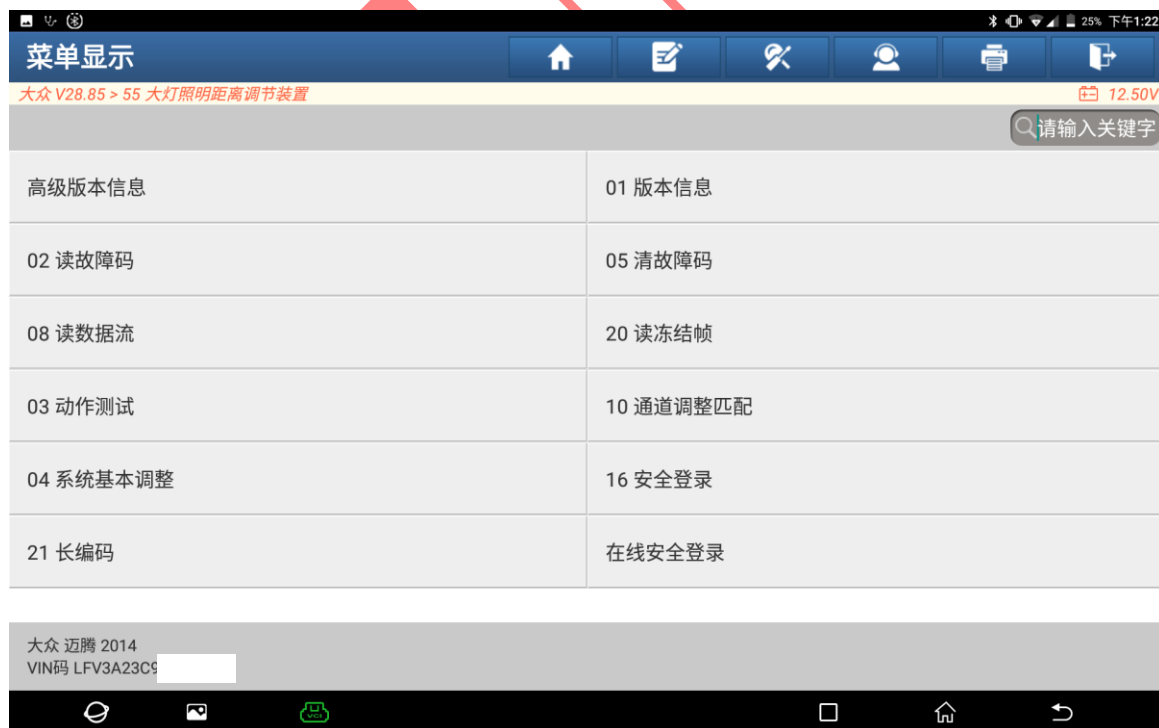 25% 下午1:22
菜单显示
大众 V28.85 > 55 大灯照明距离调节装置
12.50V
请输入关键字
高级版本信息
01 版本信息
02 读故障码
05 清故障码
08 读数据流
20 读冻结帧
03 动作测试
10 通道调整匹配
04 系统基本调整
16 安全登录
21 长编码
在线安全登录
大众 迈腾 2014
VIN码 LFV3A23C9
VCI